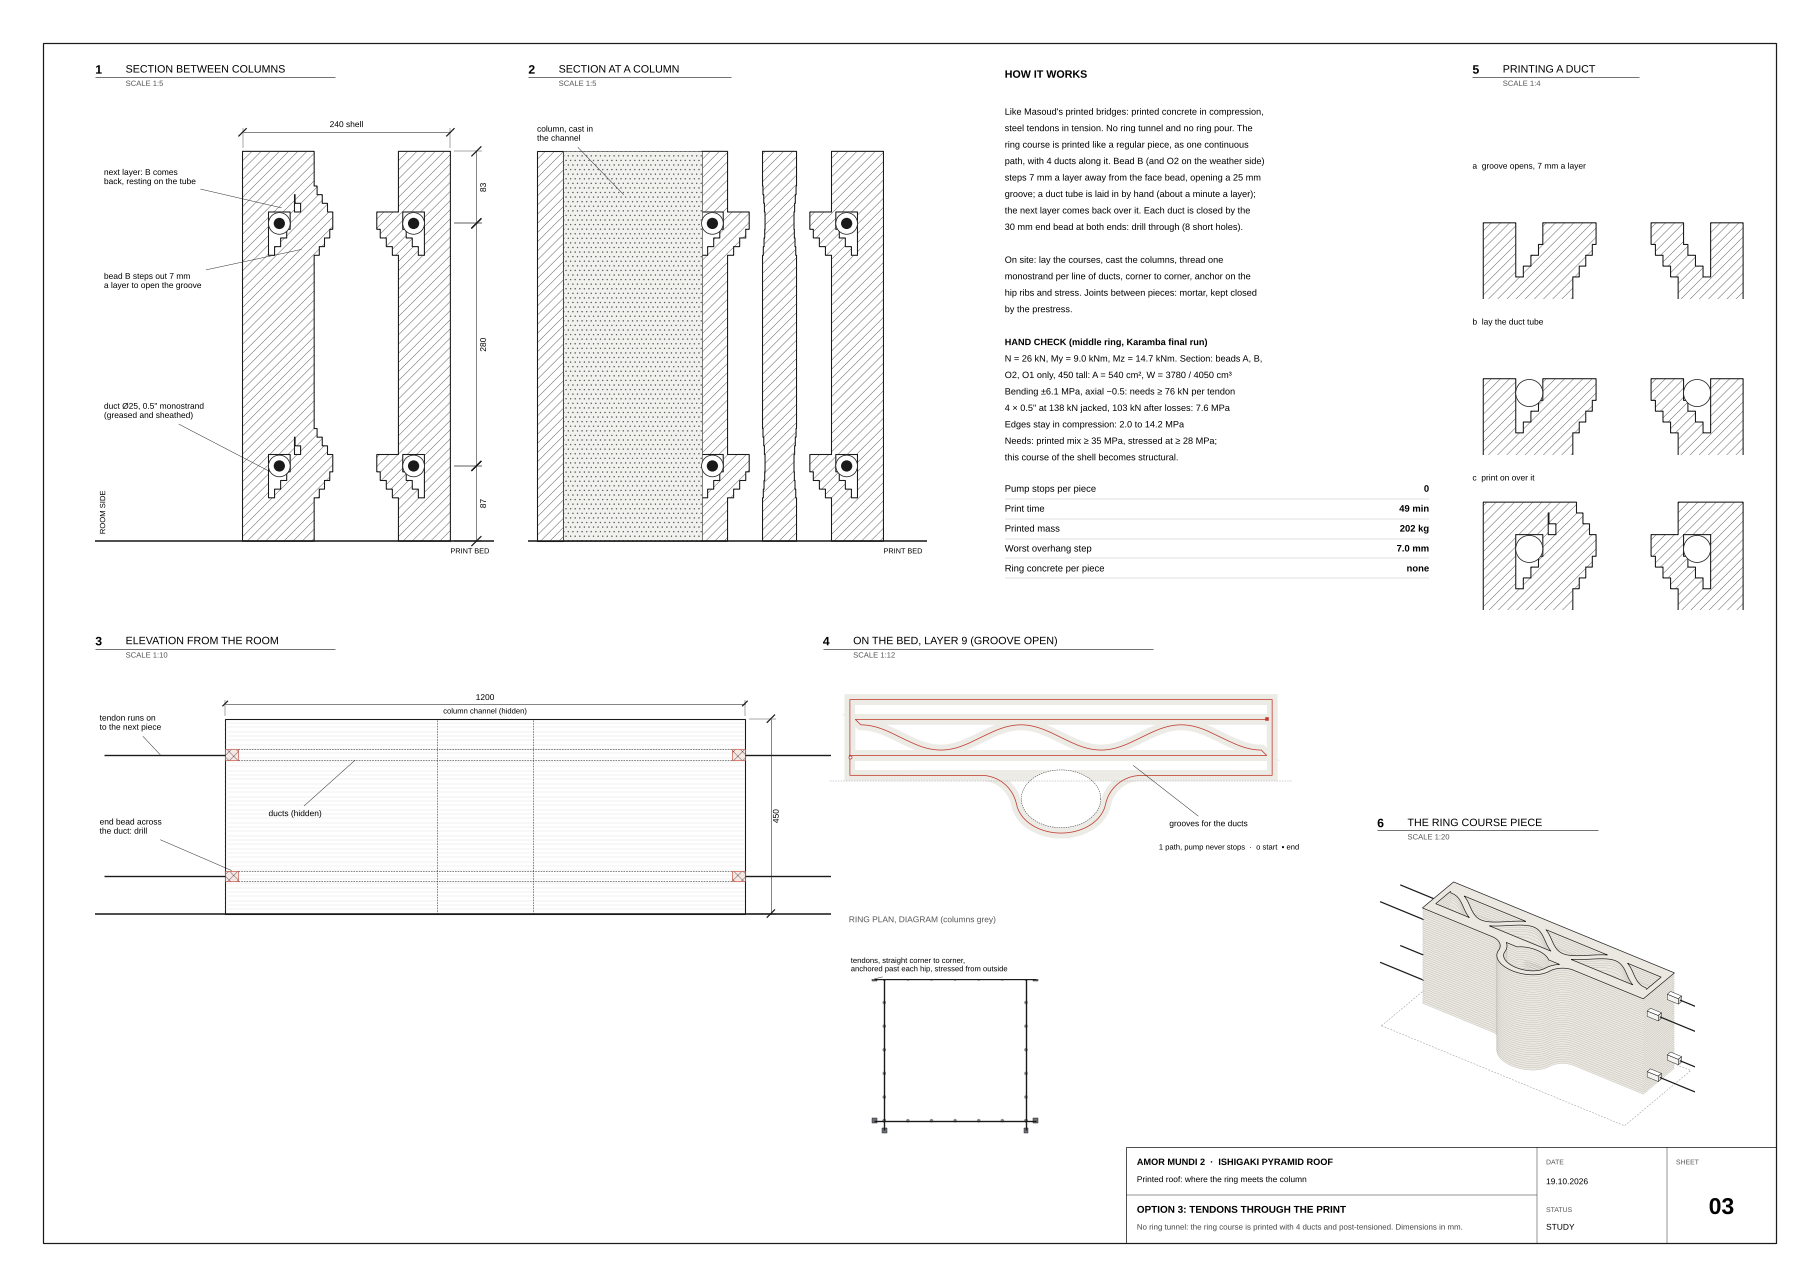 1 SECTION BETWEEN COLUMNS
SCALE 1:5
240 shell
next layer: B comes
back, resting on the tube
bead B steps out 7 mm
a layer to open the groove
duct Ø25, 0.5" monostrand
(greased and sheathed)
ROOM SIDE
83
280
87
PRINT BED
2 SECTION AT A COLUMN
SCALE 1:5
column, cast in
the channel
PRINT BED
HOW IT WORKS
Like Masoud's printed bridges: printed concrete in compression,
steel tendons in tension. No ring tunnel and no ring pour. The
ring course is printed like a regular piece, as one continuous
path, with 4 ducts along it. Bead B (and O2 on the weather side)
steps 7 mm a layer away from the face bead, opening a 25 mm
groove; a duct tube is laid in by hand (about a minute a layer);
the next layer comes back over it. Each duct is closed by the
30 mm end bead at both ends: drill through (8 short holes).
On site: lay the courses, cast the columns, thread one
monostrand per line of ducts, corner to corner, anchor on the
hip ribs and stress. Joints between pieces: mortar, kept closed
by the prestress.
HAND CHECK (middle ring, Karamba final run)
N = 26 kN, My = 9.0 kNm, Mz = 14.7 kNm. Section: beads A, B,
O2, O1 only, 450 tall: A = 540 cm², W = 3780 / 4050 cm³
Bending ±6.1 MPa, axial −0.5: needs ≥ 76 kN per tendon
4 × 0.5" at 138 kN jacked, 103 kN after losses: 7.6 MPa
Edges stay in compression: 2.0 to 14.2 MPa
Needs: printed mix ≥ 35 MPa, stressed at ≥ 28 MPa;
this course of the shell becomes structural.
Pump stops per piece 0
Print time 49 min
Printed mass 202 kg
Worst overhang step 7.0 mm
Ring concrete per piece none
5 PRINTING A DUCT
SCALE 1:4
a groove opens, 7 mm a layer
b lay the duct tube
c print on over it
3 ELEVATION FROM THE ROOM
SCALE 1:10
1200
column channel (hidden)
tendon runs on
to the next piece
ducts (hidden)
end bead across
the duct: drill
450
4 ON THE BED, LAYER 9 (GROOVE OPEN)
SCALE 1:12
grooves for the ducts
1 path, pump never stops · o start ▪ end
RING PLAN, DIAGRAM (columns grey)
tendons, straight corner to corner,
anchored past each hip, stressed from outside
6 THE RING COURSE PIECE
SCALE 1:20
AMOR MUNDI 2 · ISHIGAKI PYRAMID ROOF
Printed roof: where the ring meets the column
OPTION 3: TENDONS THROUGH THE PRINT
No ring tunnel: the ring course is printed with 4 ducts and post-tensioned. Dimensions in mm.
DATE
19.10.2026
STATUS
STUDY
SHEET
03